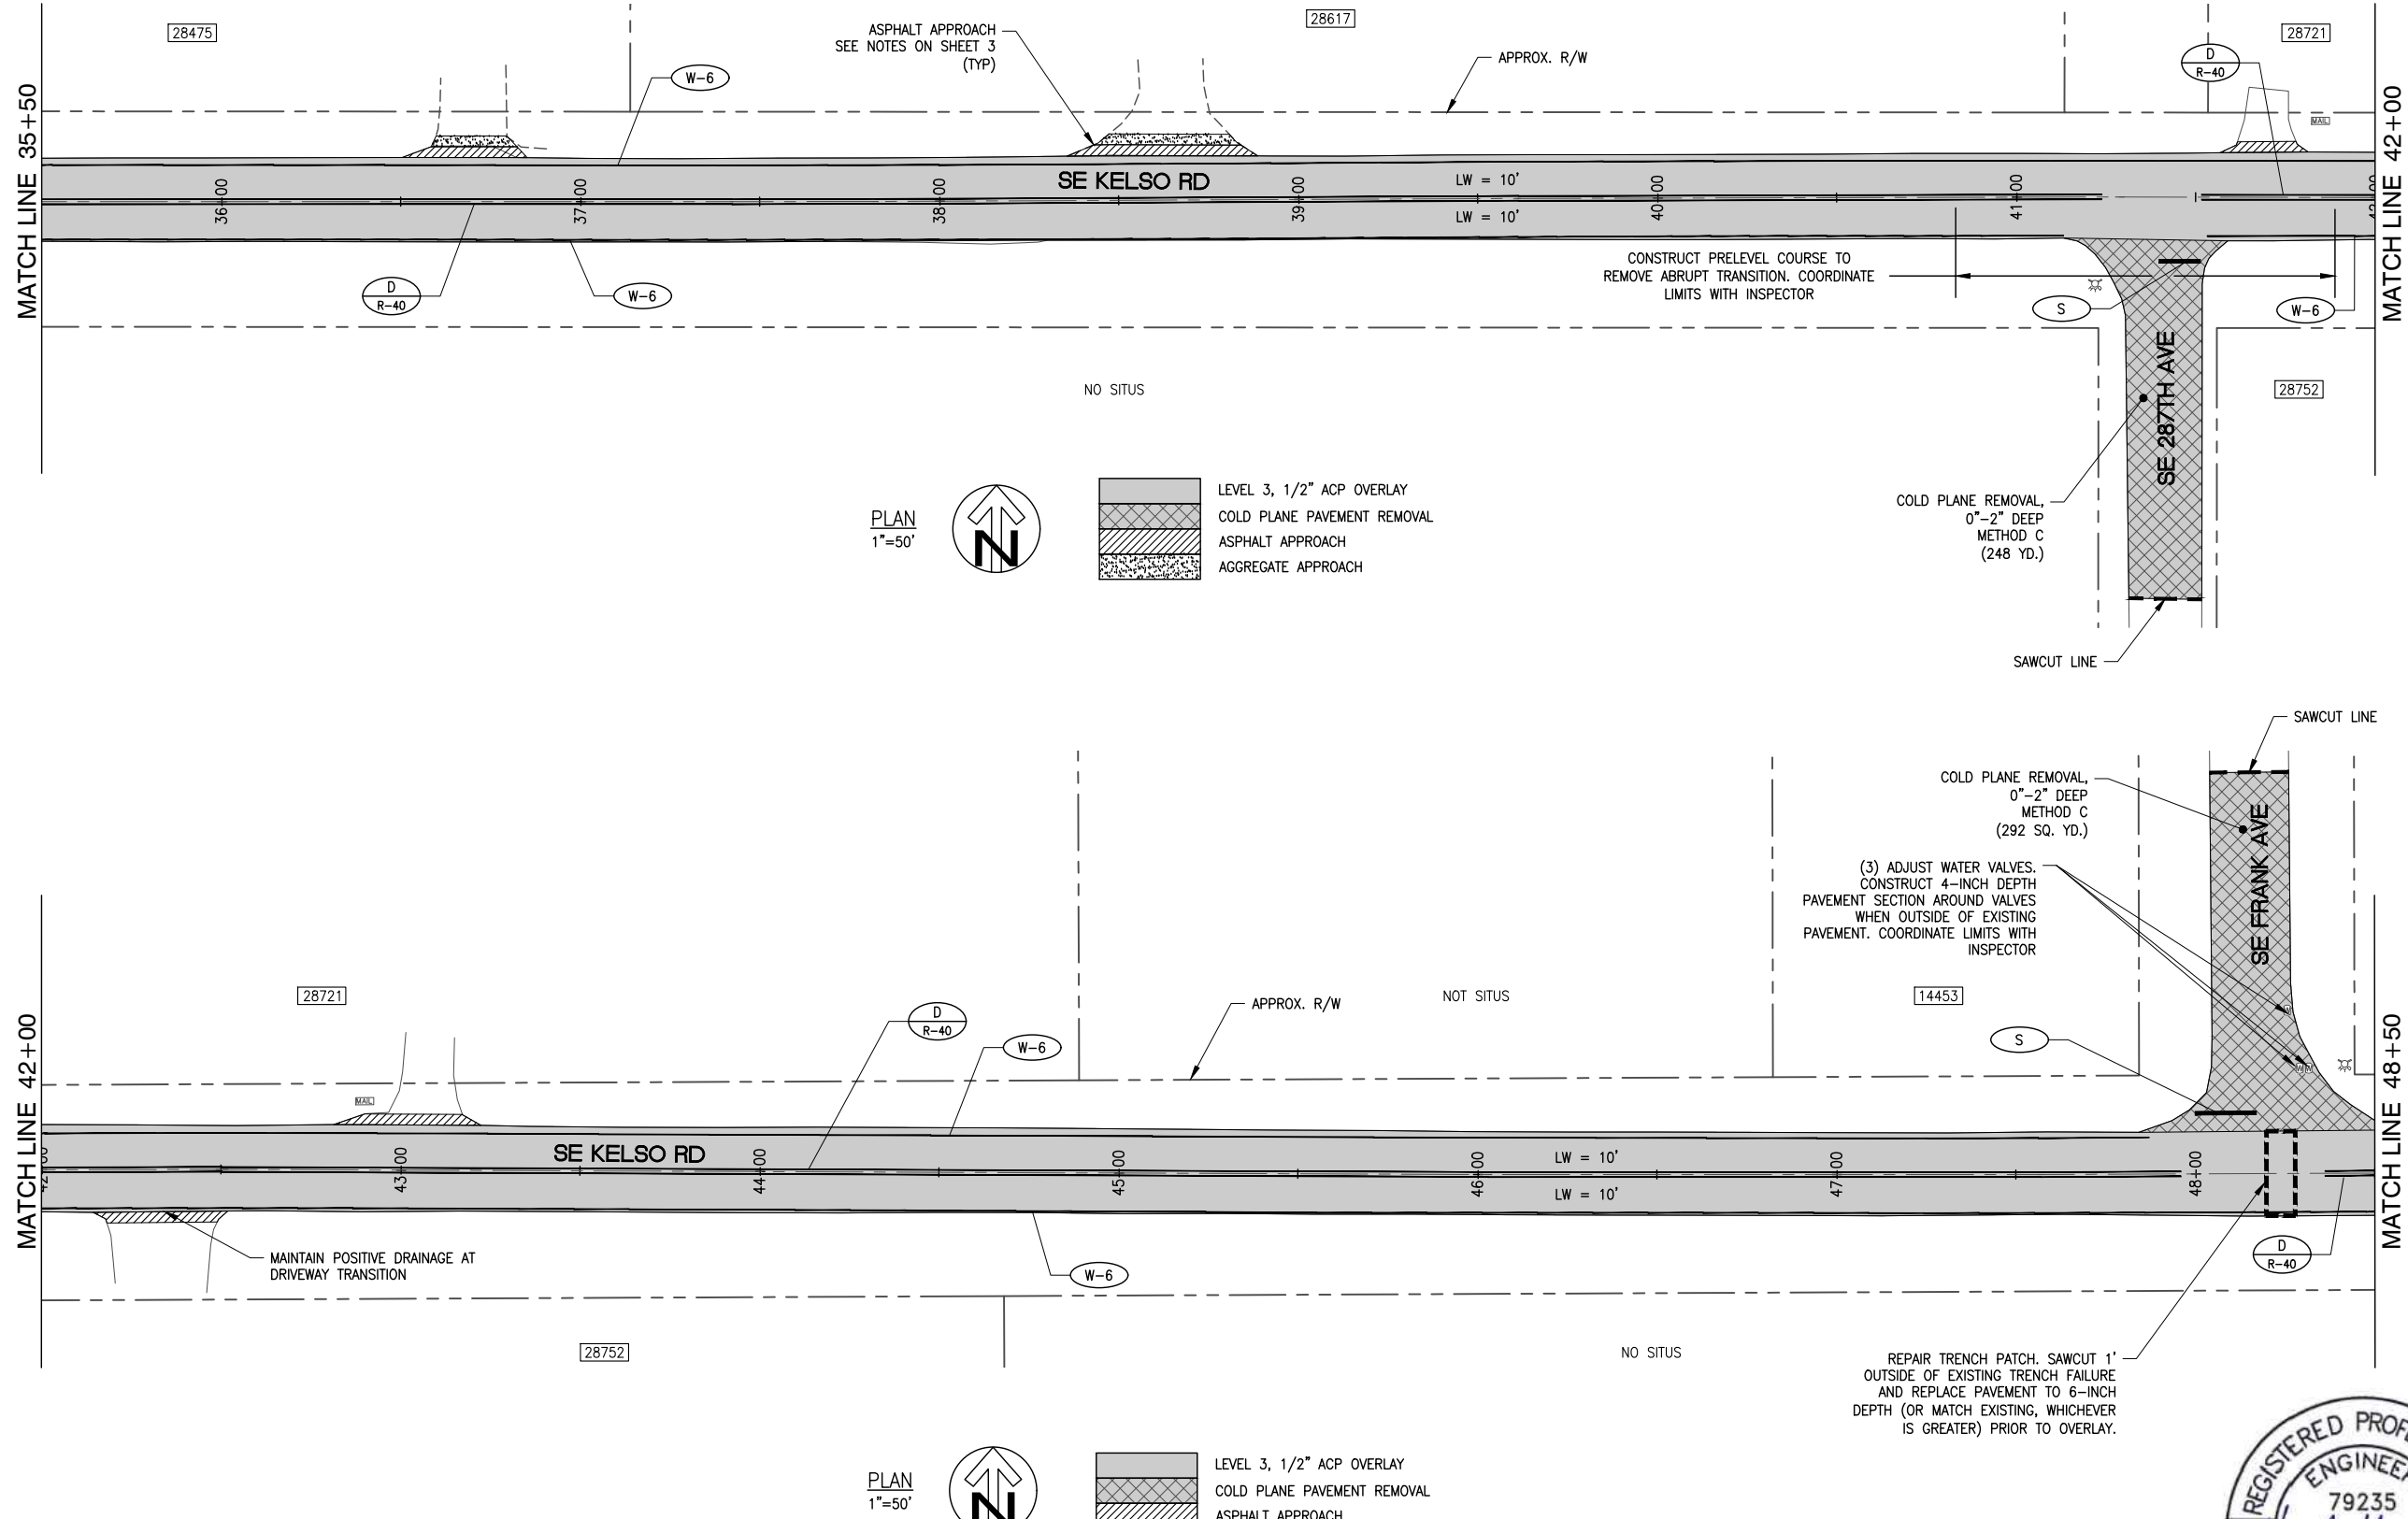 28475
ASPHALT APPROACH
SEE NOTES ON SHEET 3
(TYP)
28617
28721
W-6
APPROX. R/W
D
R-40
MATCH LINE 35+50
MATCH LINE 42+00
SE KELSO RD
LW = 10'
LW = 10'
36+00
37+00
38+00
39+00
40+00
41+00
MAIL
D
R-40
W-6
CONSTRUCT PRELEVEL COURSE TO
REMOVE ABRUPT TRANSITION. COORDINATE
LIMITS WITH INSPECTOR
S
W-6
SE 287TH AVE
NO SITUS
28752
PLAN
1"=50'
N
LEVEL 3, 1/2" ACP OVERLAY
COLD PLANE PAVEMENT REMOVAL
ASPHALT APPROACH
AGGREGATE APPROACH
COLD PLANE REMOVAL,
0"-2" DEEP
METHOD C
(248 YD.)
SAWCUT LINE
SAWCUT LINE
COLD PLANE REMOVAL,
0"-2" DEEP
METHOD C
(292 SQ. YD.)
SE FRANK AVE
(3) ADJUST WATER VALVES.
CONSTRUCT 4-INCH DEPTH
PAVEMENT SECTION AROUND VALVES
WHEN OUTSIDE OF EXISTING
PAVEMENT. COORDINATE LIMITS WITH
INSPECTOR
28721
D
R-40
W-6
APPROX. R/W
NOT SITUS
14453
S
MATCH LINE 42+00
MATCH LINE 48+50
MAIL
SE KELSO RD
LW = 10'
LW = 10'
43+00
44+00
45+00
46+00
47+00
48+00
MAINTAIN POSITIVE DRAINAGE AT
DRIVEWAY TRANSITION
W-6
D
R-40
28752
NO SITUS
REPAIR TRENCH PATCH. SAWCUT 1'
OUTSIDE OF EXISTING TRENCH FAILURE
AND REPLACE PAVEMENT TO 6-INCH
DEPTH (OR MATCH EXISTING, WHICHEVER
IS GREATER) PRIOR TO OVERLAY.
PLAN
1"=50'
N
LEVEL 3, 1/2" ACP OVERLAY
COLD PLANE PAVEMENT REMOVAL
ASPHALT APPROACH
REGISTERED PROF
ENGINEE
79235